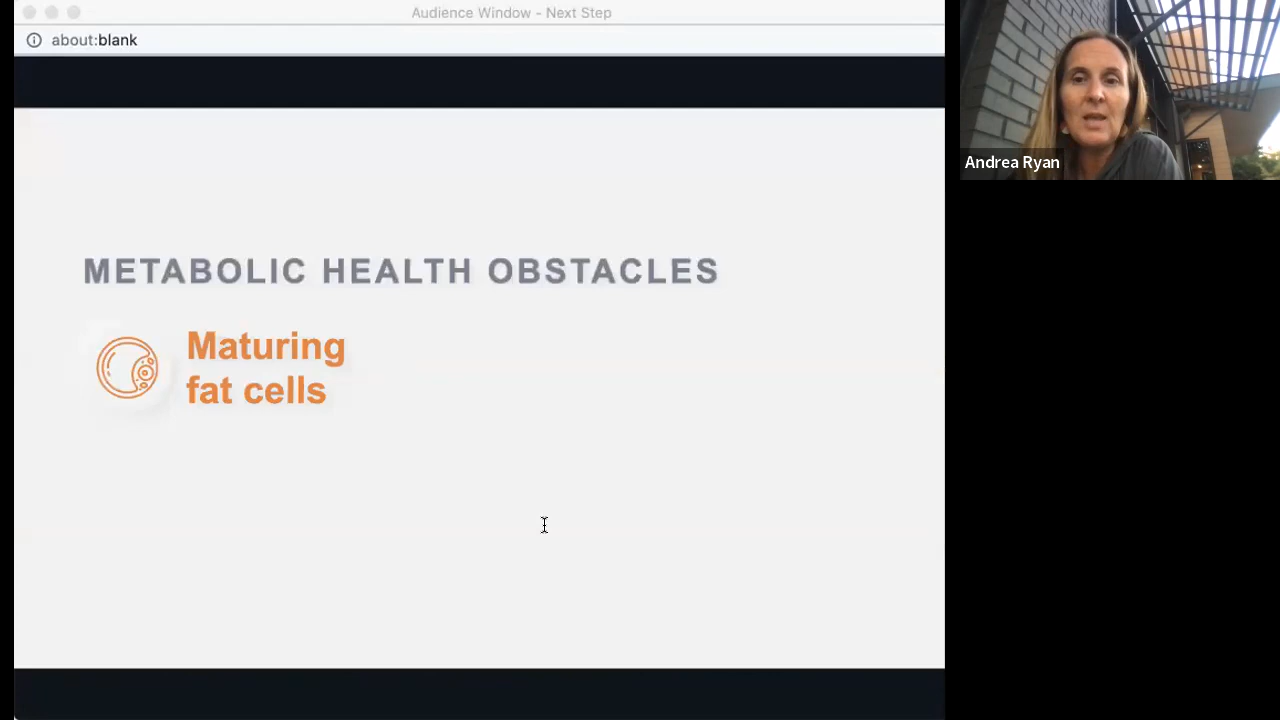 Audience Window - Next Step
about:blank
METABOLIC HEALTH OBSTACLES
Maturing
fat cells
Andrea Ryan